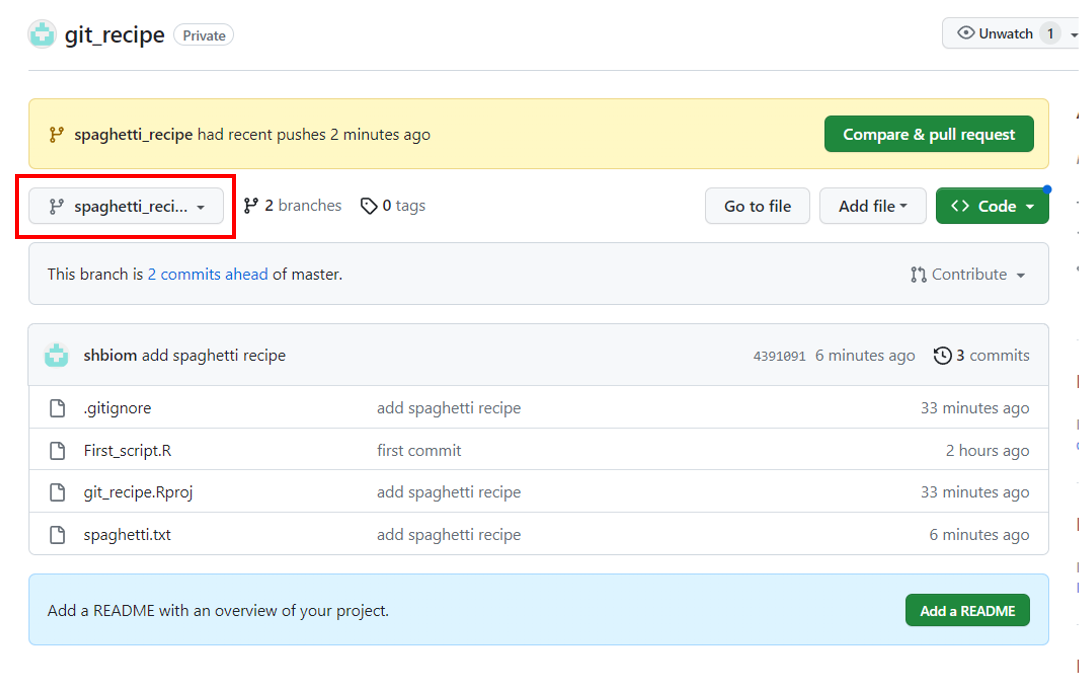 git_recipe Private Unwatch 1
spaghetti_recipe had recent pushes 2 minutes ago Compare & pull request
spaghetti_reci... 2 branches 0 tags Go to file Add file <> Code
This branch is 2 commits ahead of master. Contribute
shbiom add spaghetti recipe 4391091 6 minutes ago 3 commits
.gitignore add spaghetti recipe 33 minutes ago
First_script.R first commit 2 hours ago
git_recipe.Rproj add spaghetti recipe 33 minutes ago
spaghetti.txt add spaghetti recipe 6 minutes ago
Add a README with an overview of your project. Add a README